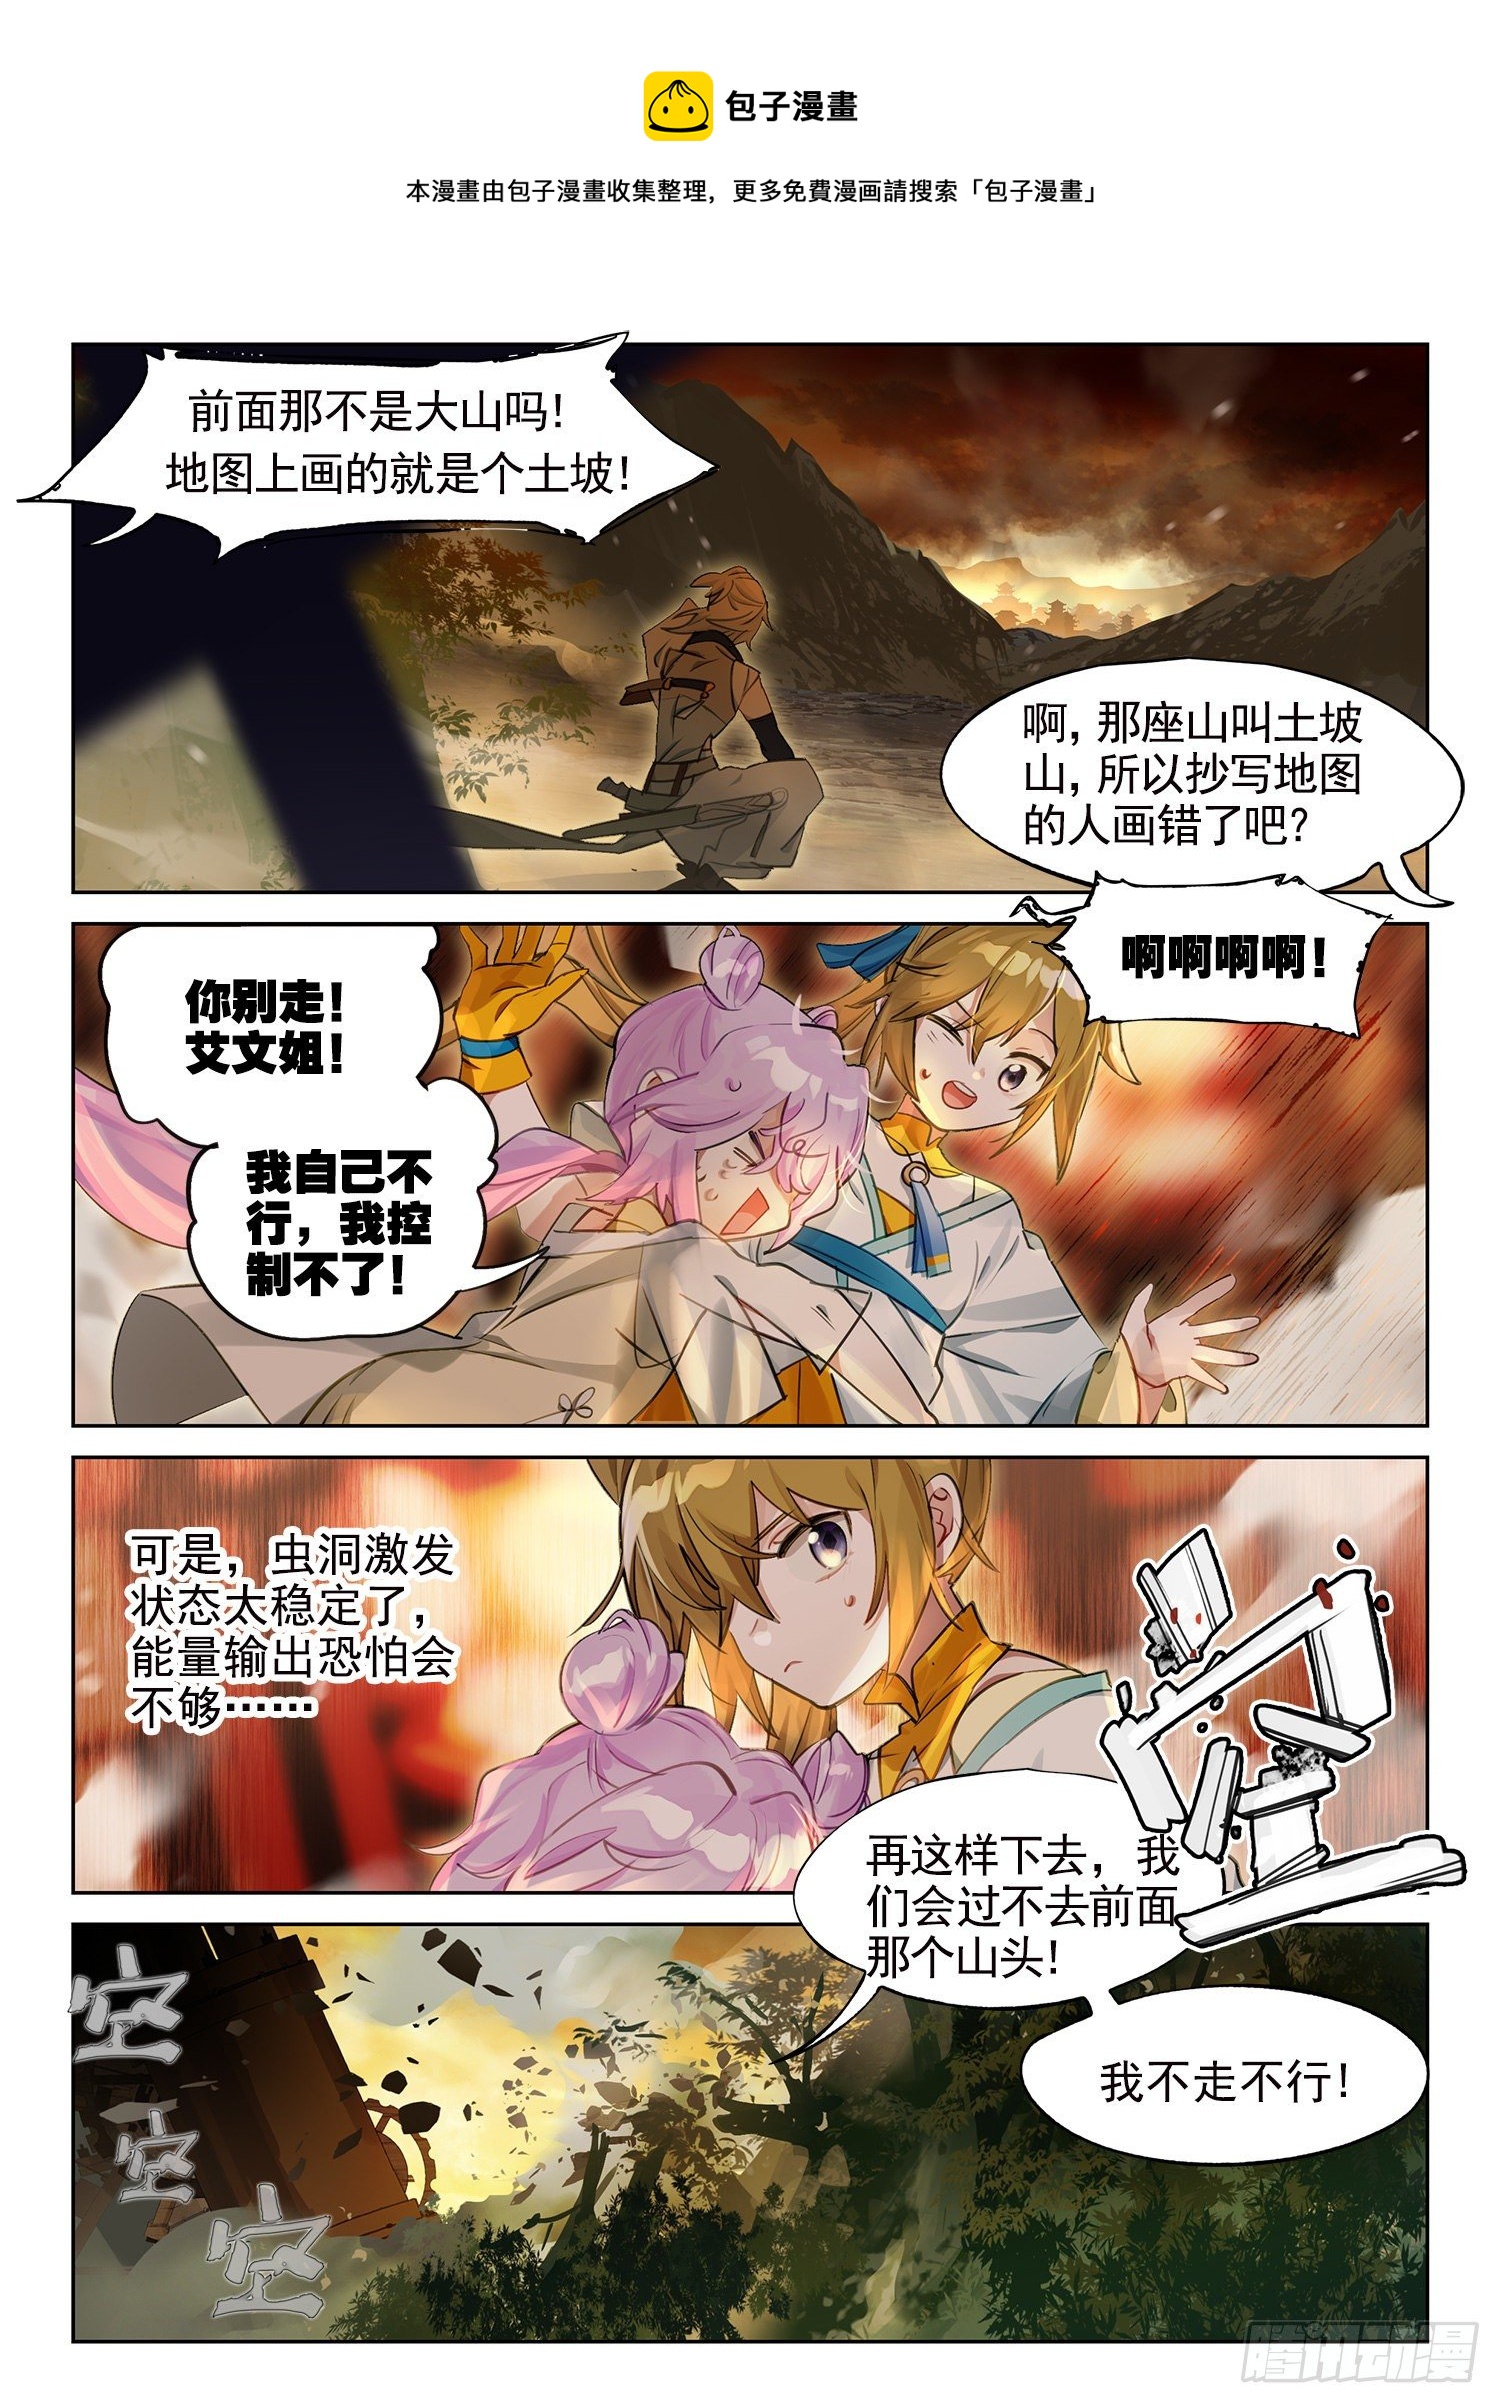 包子漫畫
本漫畫由包子漫畫收集整理，更多免費漫画請搜索「包子漫畫」
前面那不是大山吗！
地图上画的就是个土坡！
啊，那座山叫土坡
山，所以抄写地图
的人画错了吧？
啊啊啊啊！
你别走！
艾文姐！
我自己不
行，我控
制不了！
可是，虫洞激发
状态太稳定了，
能量输出恐怕会
不够……
再这样下去，我
们会过不去前面
那个山头！
我不走不行！
空
空
空
腾讯动漫